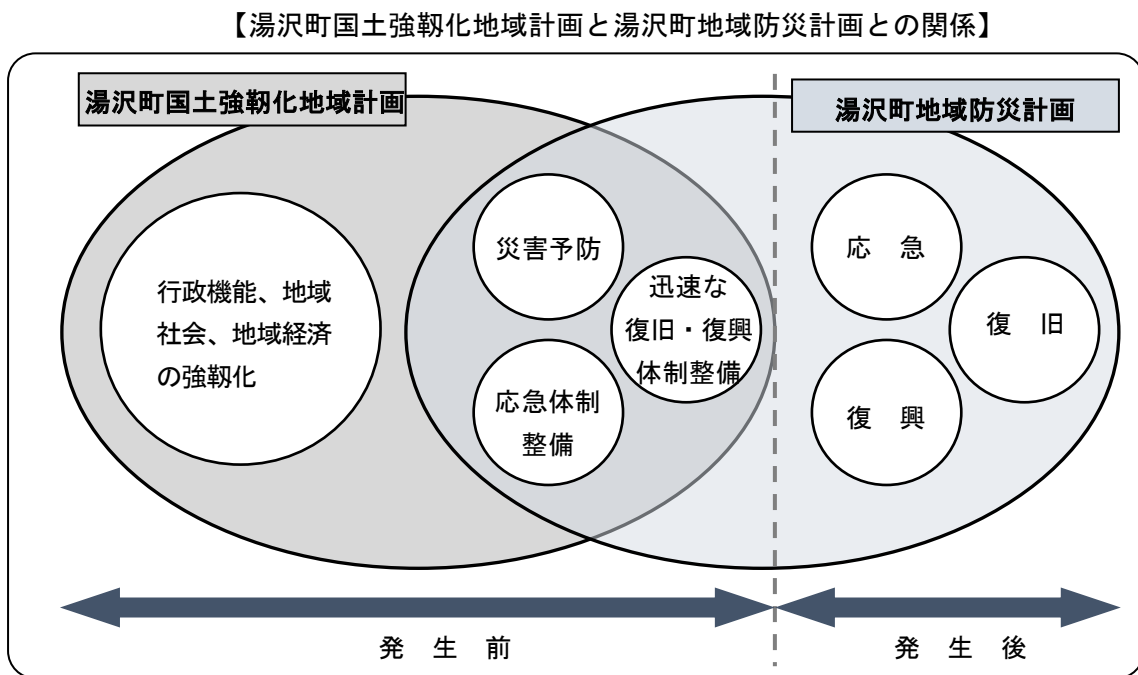 【湯沢町国土強靱化地域計画と湯沢町地域防災計画との関係】
湯沢町国土強靱化地域計画
湯沢町地域防災計画
行政機能、地域
社会、地域経済
の強靱化
災害予防
迅速な
復旧・復興
体制整備
応急体制
整備
応　急
復　旧
復　興
発　生　前
発　生　後